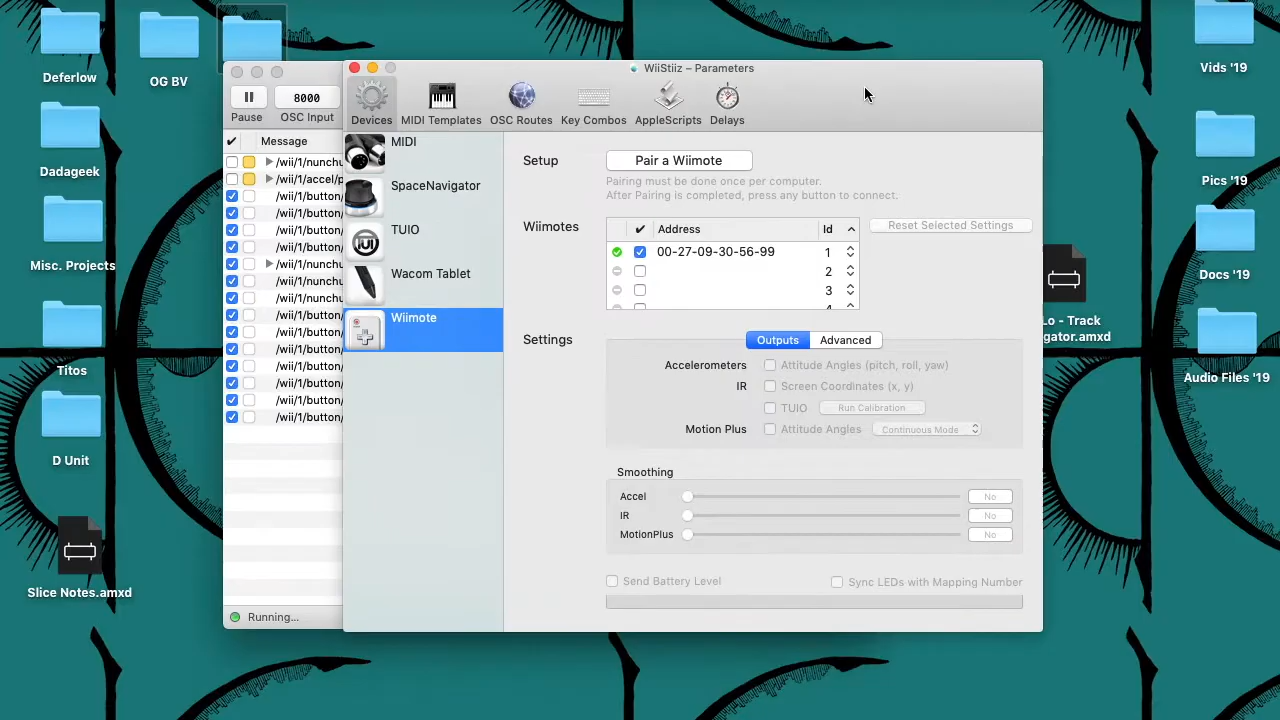 Deferlow
OG BV
Vids '19
Dadageek
Pics '19
Misc. Projects
Docs '19
Titos
Lo - Track
gator.amxd
Audio Files '19
D Unit
Slice Notes.amxd
Pause
8000
OSC Input
✔ Message
/wii/1/nunchu
/wii/1/accel/p
/wii/1/button/
/wii/1/button/
/wii/1/button/
/wii/1/button/
/wii/1/nunchu
/wii/1/nunchu
/wii/1/nunchu
/wii/1/button/
/wii/1/button/
/wii/1/button/
/wii/1/button/
/wii/1/button/
/wii/1/button/
/wii/1/button/
Running...
WiiStiiz – Parameters
Devices
MIDI Templates
OSC Routes
Key Combos
AppleScripts
Delays
MIDI
SpaceNavigator
TUIO
Wacom Tablet
Wiimote
Setup
Pair a Wiimote
Pairing must be done once per computer.
After Pairing is completed, press any button to connect.
Wiimotes
✔ Address Id
00-27-09-30-56-99 1
2
3
Reset Selected Settings
Settings
Outputs Advanced
Accelerometers Attitude Angles (pitch, roll, yaw)
IR Screen Coordinates (x, y)
TUIO Run Calibration
Motion Plus Attitude Angles Continuous Mode
Smoothing
Accel No
IR No
MotionPlus No
Send Battery Level
Sync LEDs with Mapping Number